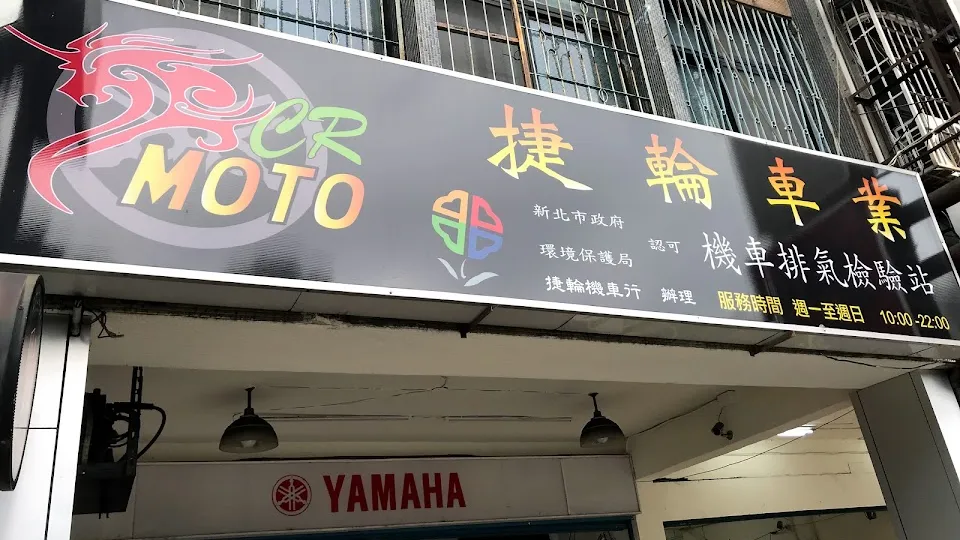 CR
MOTO
捷輪車業
新北市政府
環境保護局
認可
捷輪機車行 辦理
機車排氣檢驗站
服務時間 週一至週日 10:00-22:00
YAMAHA